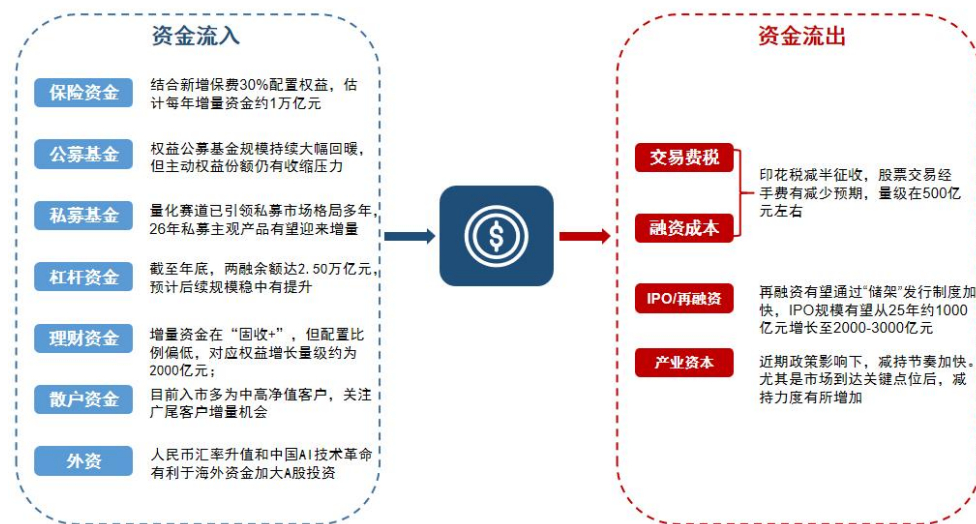 资金流入
保险资金
结合新增保费30%配置权益，估
计每年增量资金约1万亿元
公募基金
权益公募基金规模持续大幅回暖，
但主动权益份额仍有收缩压力
私募基金
量化赛道已引领私募市场格局多年，
26年私募主观产品有望迎来增量
杠杆资金
截至年底，两融余额达2.50万亿元，
预计后续规模稳中有提升
理财资金
增量资金在“固收+”，但配置比
例偏低，对应权益增长量级约为
2000亿元；
散户资金
目前入市多为中高净值客户，关注
广尾客户增量机会
外资
人民币汇率升值和中国AI技术革命
有利于海外资金加大A股投资
资金流出
交易费税
融资成本
印花税减半征收，股票交易经
手费有减少预期，量级在500亿
元左右
IPO/再融资
再融资有望通过“储架”发行制度加
快，IPO规模有望从25年约1000
亿元增长至2000-3000亿元
产业资本
近期政策影响下，减持节奏加快。
尤其是市场到达关键点位后，减
持力度有所增加